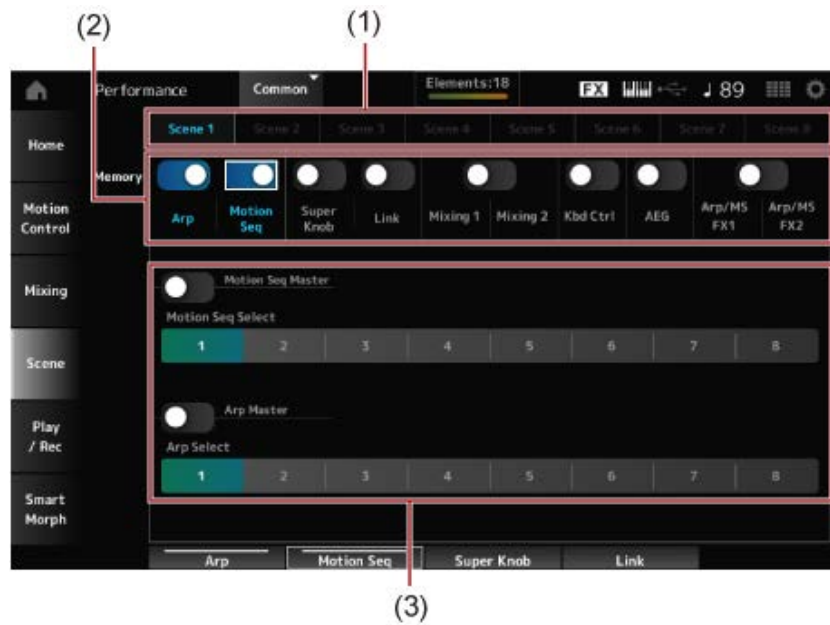 (2) (1)
Performance Common Elements:18 FX 89
Scene 1 Scene 2 Scene 3 Scene 4 Scene 5 Scene 6 Scene 7 Scene 8
Home
Memory
Arp Motion Seq Super Knob Link Mixing 1 Mixing 2 Kbd Ctrl AEG Arp/MS FX1 Arp/MS FX2
Motion
Control
Motion Seq Master
Mixing
Motion Seq Select
1 2 3 4 5 6 7 8
Scene
Arp Master
Play
/ Rec
Arp Select
1 2 3 4 5 6 7 8
Smart
Morph
Arp Motion Seq Super Knob Link
(3)